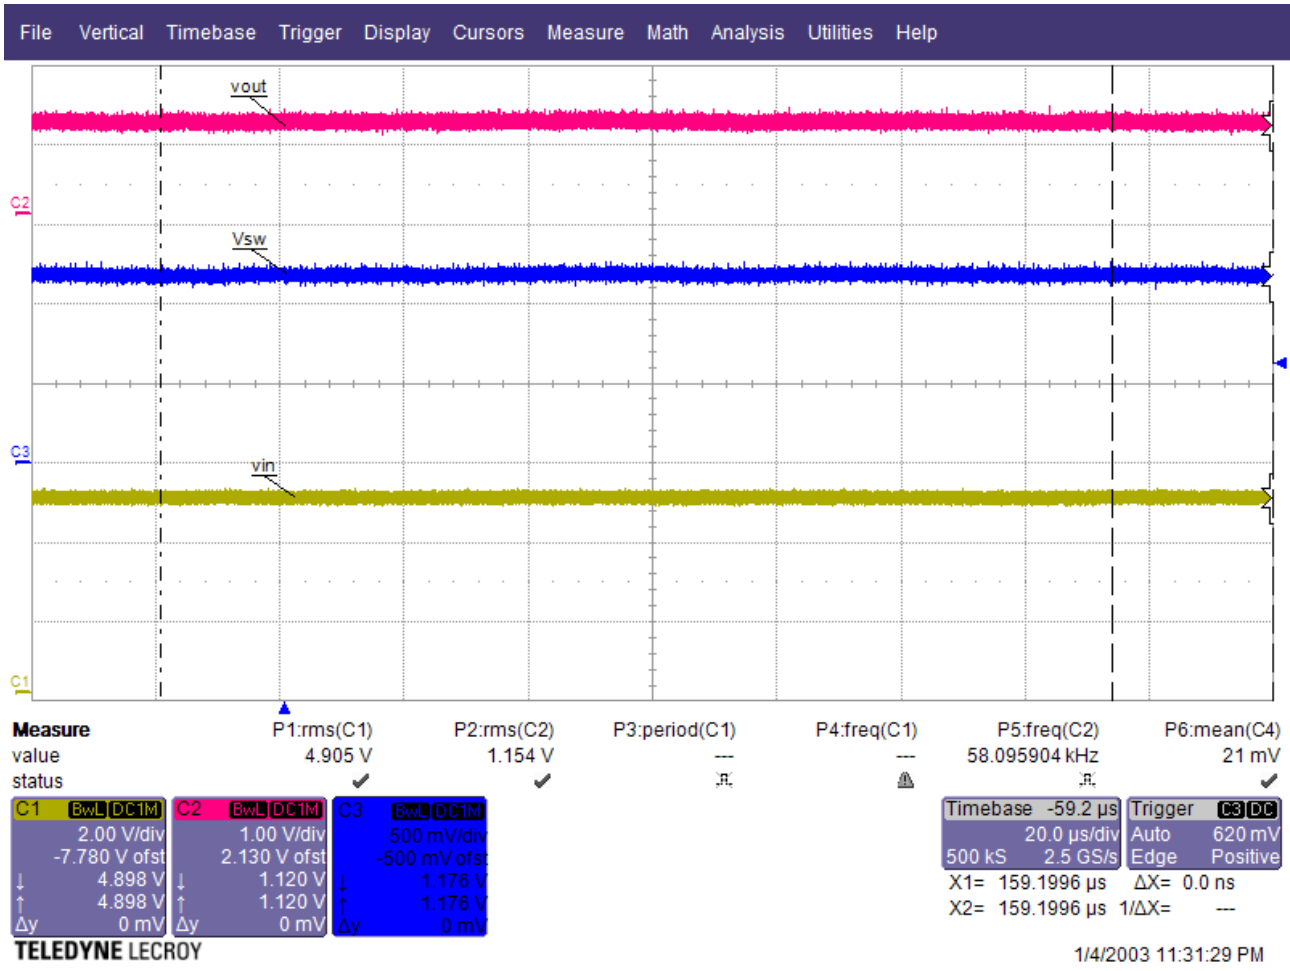 File Vertical Timebase Trigger Display Cursors Measure Math Analysis Utilities Help
vout
C2
Vsw
C3
vin
C1
Measure P1:rms(C1) P2:rms(C2) P3:period(C1) P4:freq(C1) P5:freq(C2) P6:mean(C4)
value 4.905 V 1.154 V --- --- 58.095904 kHz 21 mV
status
C1 BwL DC1M C2 BwL DC1M C3 BwL DC1M Timebase -59.2 µs Trigger C3 DC
2.00 V/div 1.00 V/div 500 mV/div 20.0 µs/div Auto 620 mV
-7.780 V ofst 2.130 V ofst -500 mV ofst 500 kS 2.5 GS/s Edge Positive
↓ 4.898 V ↓ 1.120 V ↓ 1.176 V X1= 159.1996 µs ΔX= 0.0 ns
↑ 4.898 V ↑ 1.120 V ↑ 1.176 V X2= 159.1996 µs 1/ΔX= ---
Δy 0 mV Δy 0 mV Δy 0 mV
TELEDYNE LECROY 1/4/2003 11:31:29 PM